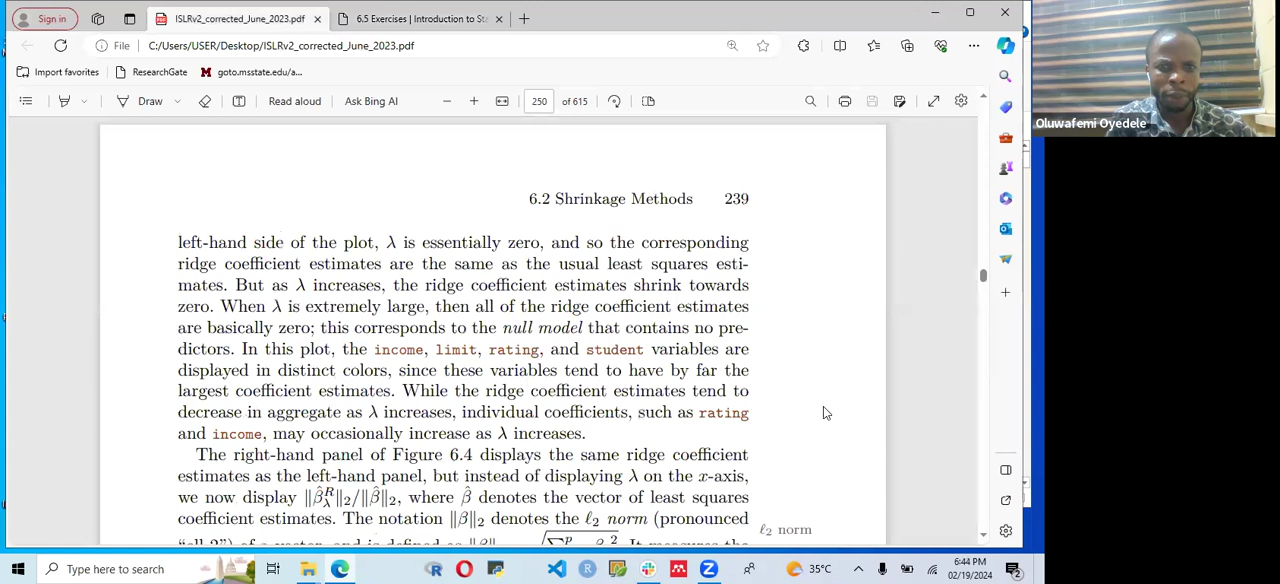 Sign in
ISLRv2_corrected_June_2023.pdf
6.5 Exercises | Introduction to Sta
File C:/Users/USER/Desktop/ISLRv2_corrected_June_2023.pdf
Import favorites ResearchGate goto.msstate.edu/a...
Draw Read aloud Ask Bing AI 250 of 615
Oluwafemi Oyedele
6.2 Shrinkage Methods 239
left-hand side of the plot, λ is essentially zero, and so the corresponding
ridge coefficient estimates are the same as the usual least squares esti-
mates. But as λ increases, the ridge coefficient estimates shrink towards
zero. When λ is extremely large, then all of the ridge coefficient estimates
are basically zero; this corresponds to the null model that contains no pre-
dictors. In this plot, the income, limit, rating, and student variables are
displayed in distinct colors, since these variables tend to have by far the
largest coefficient estimates. While the ridge coefficient estimates tend to
decrease in aggregate as λ increases, individual coefficients, such as rating
and income, may occasionally increase as λ increases.
The right-hand panel of Figure 6.4 displays the same ridge coefficient
estimates as the left-hand panel, but instead of displaying λ on the x-axis,
we now display ‖β̂ᴿλ‖₂/‖β̂‖₂, where β̂ denotes the vector of least squares
coefficient estimates. The notation ‖β‖₂ denotes the ℓ₂ norm (pronounced
ℓ₂ norm
Type here to search
35°C
6:44 PM
02/19/2024